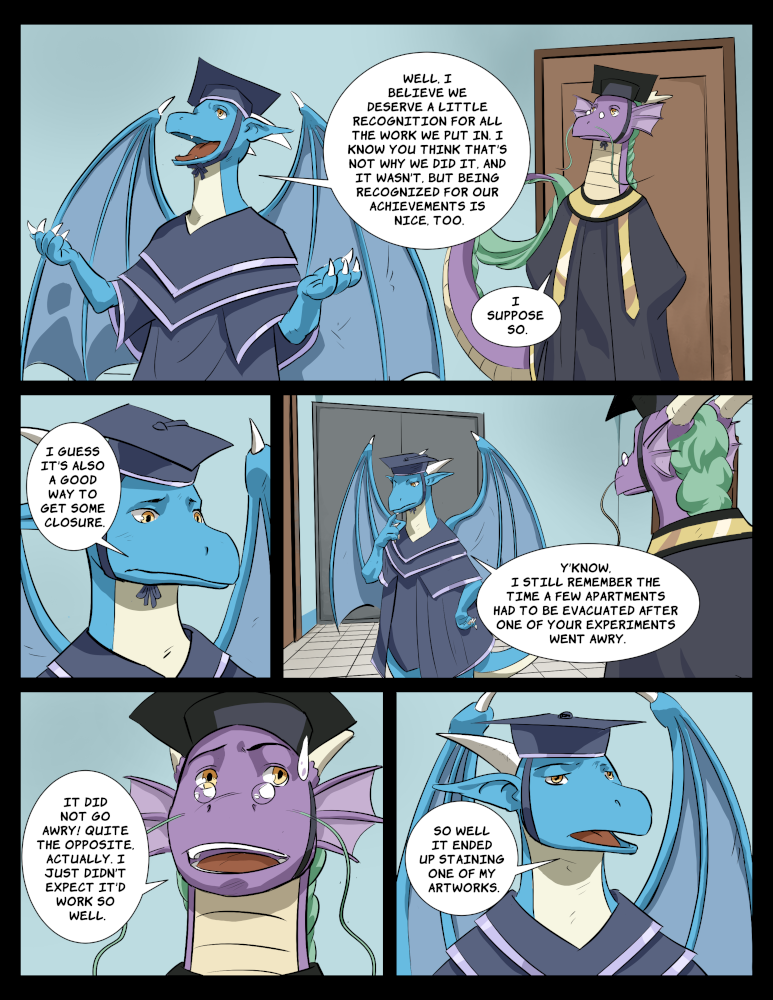 WELL, I
BELIEVE WE
DESERVE A LITTLE
RECOGNITION FOR ALL
THE WORK WE PUT IN. I
KNOW YOU THINK THAT'S
NOT WHY WE DID IT, AND
IT WASN'T, BUT BEING
RECOGNIZED FOR OUR
ACHIEVEMENTS IS
NICE, TOO.
I
SUPPOSE
SO.
I GUESS
IT'S ALSO
A GOOD
WAY TO
GET SOME
CLOSURE.
Y'KNOW,
I STILL REMEMBER THE
TIME A FEW APARTMENTS
HAD TO BE EVACUATED AFTER
ONE OF YOUR EXPERIMENTS
WENT AWRY.
IT DID
NOT GO
AWRY! QUITE
THE OPPOSITE,
ACTUALLY. I
JUST DIDN'T
EXPECT IT'D
WORK SO
WELL.
SO WELL
IT ENDED
UP STAINING
ONE OF MY
ARTWORKS.